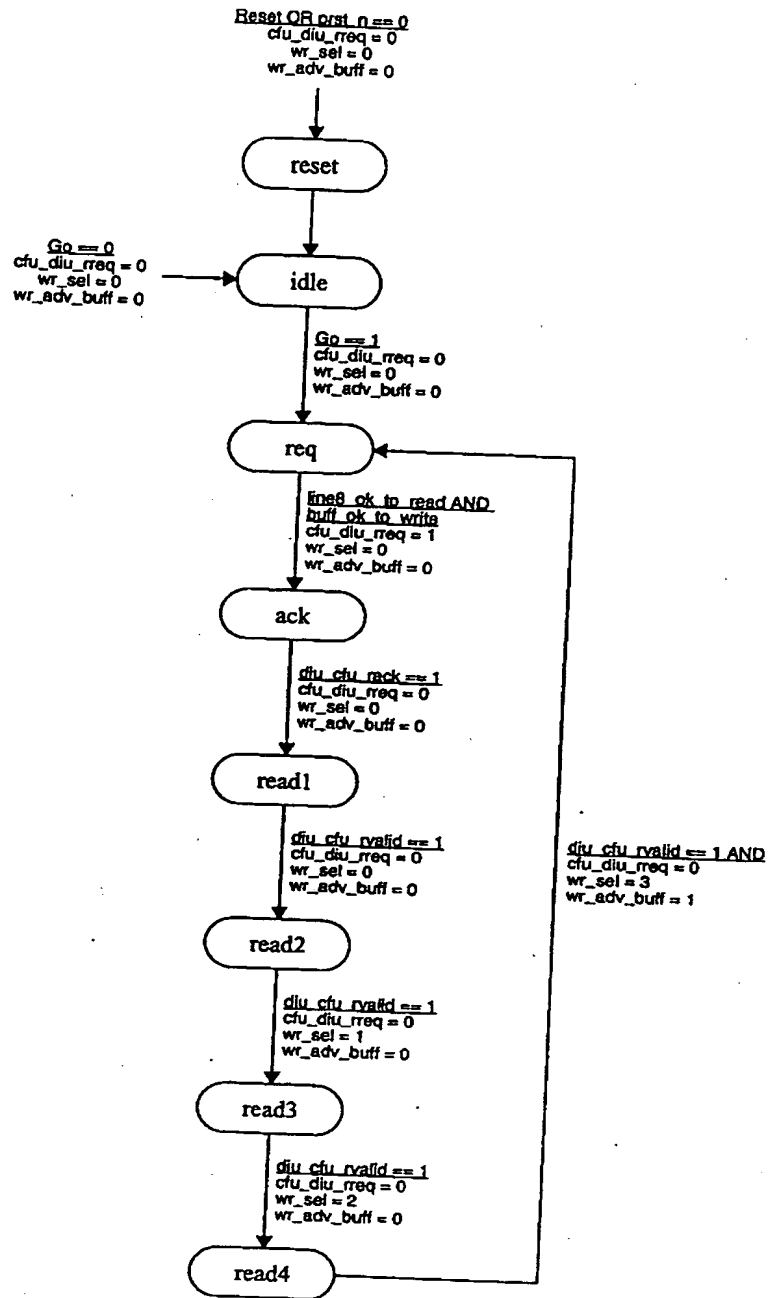 Reset OR prst_n == 0
cfu_diu_rreq = 0
wr_sel = 0
wr_adv_buff = 0
reset
Go == 0
cfu_diu_rreq = 0
wr_sel = 0
wr_adv_buff = 0
idle
Go == 1
cfu_diu_rreq = 0
wr_sel = 0
wr_adv_buff = 0
req
line8_ok_to_read AND
buff_ok_to_write
cfu_diu_rreq = 1
wr_sel = 0
wr_adv_buff = 0
ack
diu_cfu_rack == 1
cfu_diu_rreq = 0
wr_sel = 0
wr_adv_buff = 0
read1
diu_cfu_rvalid == 1
cfu_diu_rreq = 0
wr_sel = 0
wr_adv_buff = 0
diu_cfu_rvalid == 1 AND
cfu_diu_rreq = 0
wr_sel = 3
wr_adv_buff = 1
read2
diu_cfu_rvalid == 1
cfu_diu_rreq = 0
wr_sel = 1
wr_adv_buff = 0
read3
diu_cfu_rvalid == 1
cfu_diu_rreq = 0
wr_sel = 2
wr_adv_buff = 0
read4